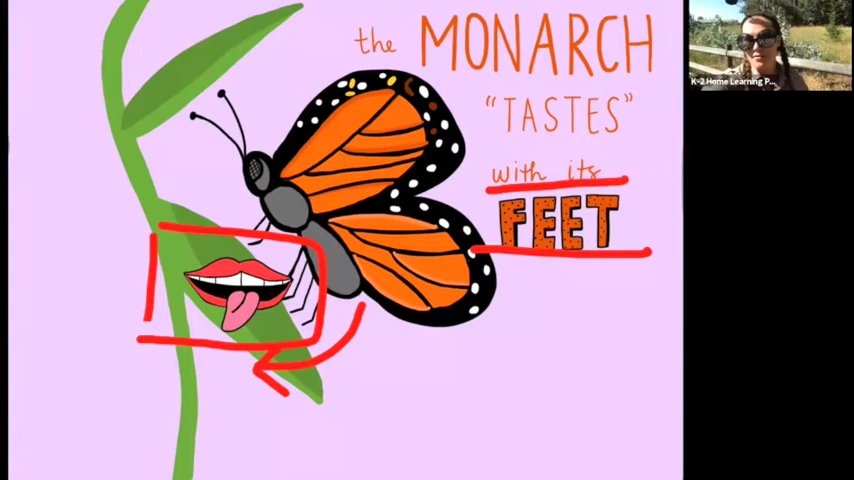 the MONARCH
"TASTES"
with its
FEET
K-2 Home Learning P...